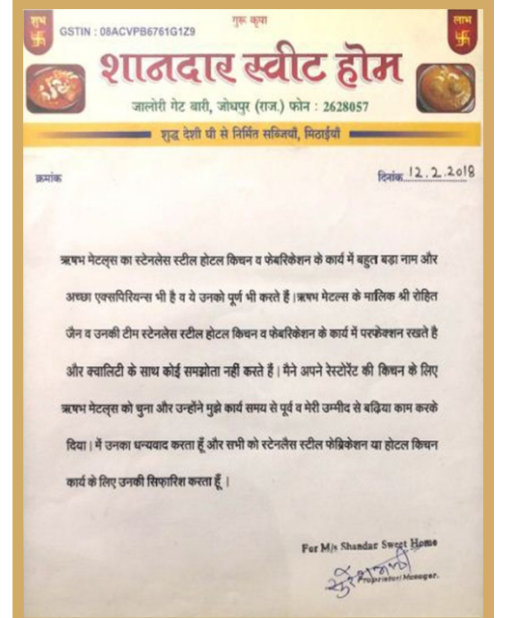 शुभ
GSTIN : 08ACVPB6761G1Z9
गुरू कृपा
लाभ
शानदार स्वीट होम
जालोरी गेट बारी, जोधपुर (राज.) फोन : 2628057
शुद्ध देशी घी से निर्मित सब्जियाँ, मिठाईयाँ
क्रमांक
दिनांक 12.2.2018
ऋषभ मेटल्स का स्टेनलेस स्टील होटल किचन व फेबरिकेशन के कार्य में बहुत बड़ा नाम और
अच्छा एक्सपिरियन्स भी है व ये उनको पूर्ण भी करते हैं।ऋषभ मेटल्स के मालिक श्री रोहित
जैन व उनकी टीम स्टेनलेस स्टील होटल किचन व फेबरिकेशन के कार्य में परफेक्शन रखते है
और क्वालिटी के साथ कोई समझोता नहीं करते हैं। मैने अपने रेस्टोरेंट की किचन के लिए
ऋषभ मेटल्स को चुना और उन्होंने मुझे कार्य समय से पूर्व व मेरी उम्मीद से बढ़िया काम करके
दिया। में उनका धन्यवाद करता हूँ और सभी को स्टेनलैस स्टील फेब्रिकेशन या होटल किचन
कार्य के लिए उनकी सिफारिश करता हूँ ।
For M/s Shandar Sweet Home
Proprietor/Manager.